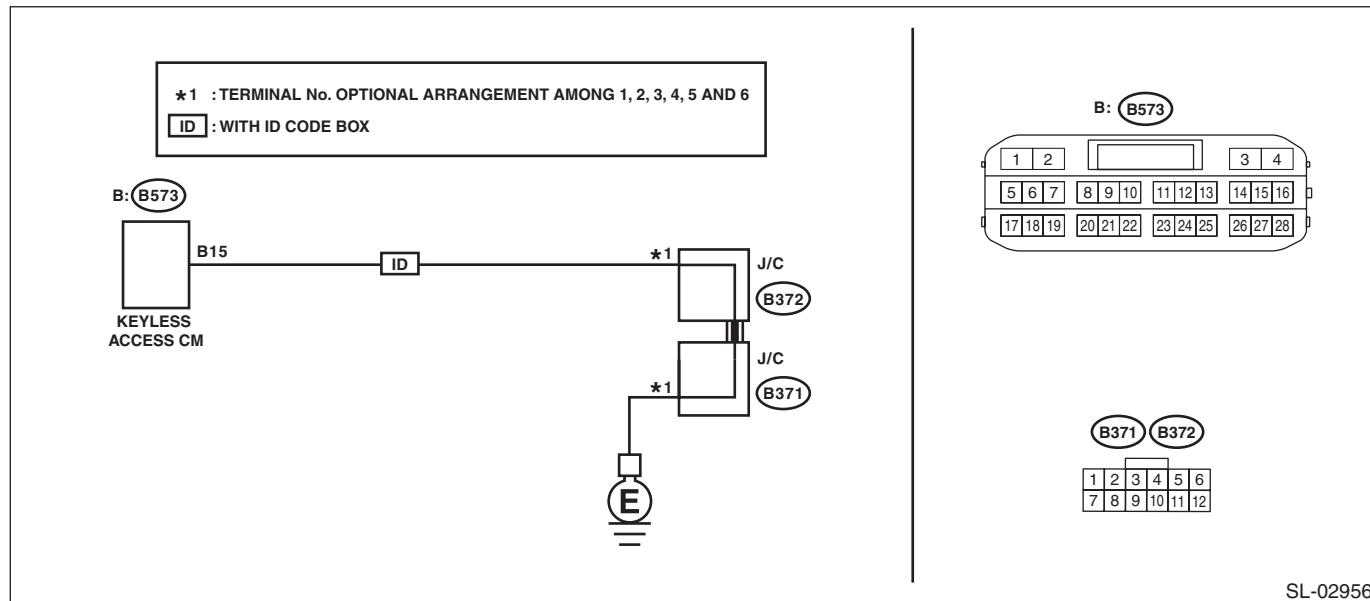 *1 : TERMINAL No. OPTIONAL ARRANGEMENT AMONG 1, 2, 3, 4, 5 AND 6
ID : WITH ID CODE BOX
B: B573
B15
ID
*1
J/C
B372
KEYLESS
ACCESS CM
J/C
*1
B371
E
B: B573
1 2 3 4
5 6 7 8 9 10 11 12 13 14 15 16
17 18 19 20 21 22 23 24 25 26 27 28
B371 B372
1 2 3 4 5 6
7 8 9 10 11 12
SL-02956